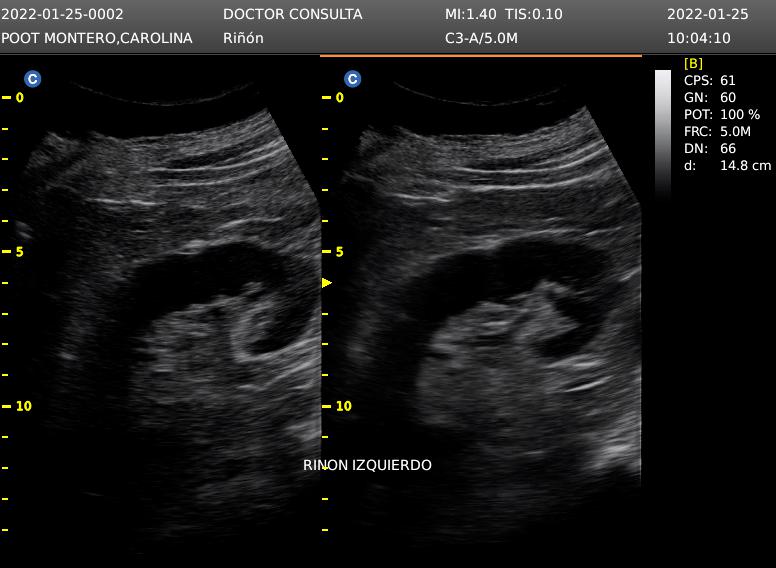 2022-01-25-0002 DOCTOR CONSULTA MI:1.40 TIS:0.10 2022-01-25
POOT MONTERO,CAROLINA Riñón C3-A/5.0M 10:04:10
[B]
C C
CPS: 61
0 0
GN: 60
POT: 100 %
FRC: 5.0M
DN: 66
d: 14.8 cm
5 5
10 10
RINON IZQUIERDO